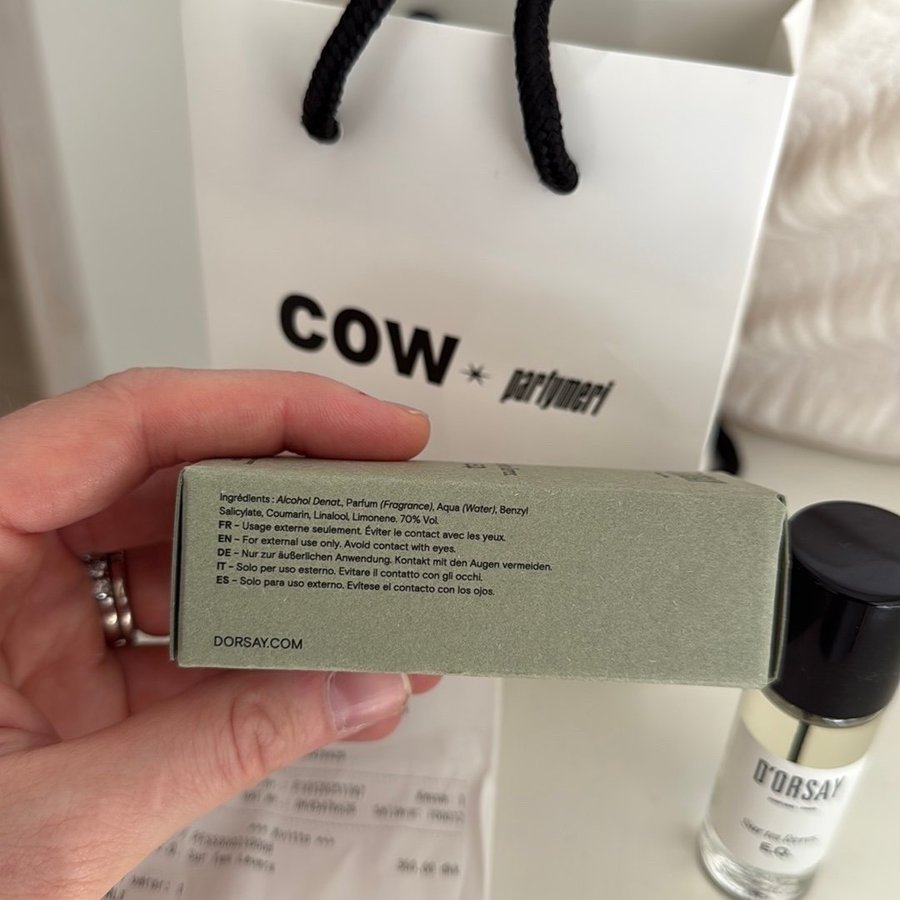 COW * parfymeri
Ingrédients : Alcohol Denat., Parfum (Fragrance), Aqua (Water), Benzyl
Salicylate, Coumarin, Linalool, Limonene. 70% Vol.
FR – Usage externe seulement. Éviter le contact avec les yeux.
EN – For external use only. Avoid contact with eyes.
DE – Nur zur äußerlichen Anwendung. Kontakt mit den Augen vermeiden.
IT – Solo per uso esterno. Evitare il contatto con gli occhi.
ES – Solo para uso externo. Evítese el contacto con los ojos.
DORSAY.COM
D'ORSAY
E.Q.